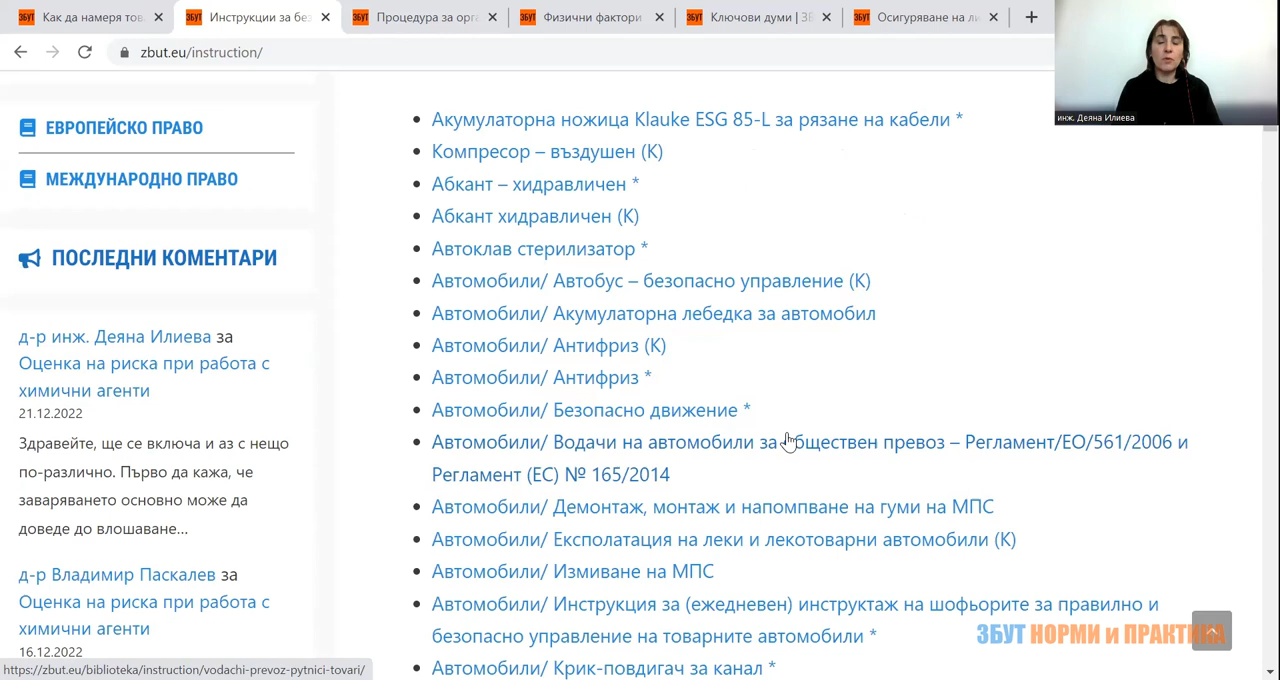 ЗБУТ Как да намеря тов
ЗБУТ Инструкции за без
ЗБУТ Процедура за орга
ЗБУТ Физични фактори
ЗБУТ Ключови думи | ЗБ
ЗБУТ Осигуряване на ли
zbut.eu/instruction/
инж. Деяна Илиева
ЕВРОПЕЙСКО ПРАВО
МЕЖДУНАРОДНО ПРАВО
ПОСЛЕДНИ КОМЕНТАРИ
д-р инж. Деяна Илиева за
Оценка на риска при работа с
химични агенти
21.12.2022
Здравейте, ще се включа и аз с нещо
по-различно. Първо да кажа, че
заваряването основно може да
доведе до влошаване...
д-р Владимир Паскалев за
Оценка на риска при работа с
химични агенти
16.12.2022
Акумулаторна ножица Klauke ESG 85-L за рязане на кабели *
Компресор – въздушен (К)
Абкант – хидравличен *
Абкант хидравличен (К)
Автоклав стерилизатор *
Автомобили/ Автобус – безопасно управление (К)
Автомобили/ Акумулаторна лебедка за автомобил
Автомобили/ Антифриз (К)
Автомобили/ Антифриз *
Автомобили/ Безопасно движение *
Автомобили/ Водачи на автомобили за обществен превоз – Регламент/ЕО/561/2006 и
Регламент (ЕС) № 165/2014
Автомобили/ Демонтаж, монтаж и напомпване на гуми на МПС
Автомобили/ Експолатация на леки и лекотоварни автомобили (К)
Автомобили/ Измиване на МПС
Автомобили/ Инструкция за (ежедневен) инструктаж на шофьорите за правилно и
безопасно управление на товарните автомобили *
Автомобили/ Крик-повдигач за канал *
ЗБУТ НОРМИ и ПРАКТИКА
https://zbut.eu/biblioteka/instruction/vodachi-prevoz-pytnici-tovari/